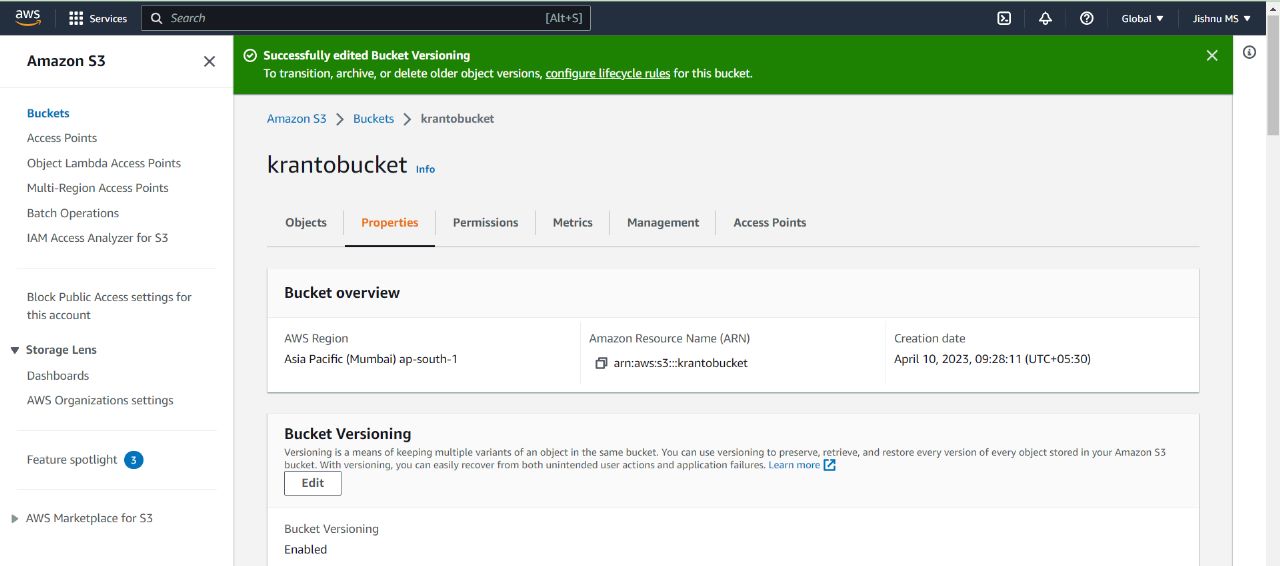 aws
Services
Search
[Alt+S]
Global ▼
Jishnu MS ▼
Amazon S3
Buckets
Access Points
Object Lambda Access Points
Multi-Region Access Points
Batch Operations
IAM Access Analyzer for S3
Block Public Access settings for
this account
Storage Lens
Dashboards
AWS Organizations settings
Feature spotlight 3
AWS Marketplace for S3
Successfully edited Bucket Versioning
To transition, archive, or delete older object versions, configure lifecycle rules for this bucket.
Amazon S3 > Buckets > krantobucket
krantobucket Info
Objects
Properties
Permissions
Metrics
Management
Access Points
Bucket overview
AWS Region
Asia Pacific (Mumbai) ap-south-1
Amazon Resource Name (ARN)
arn:aws:s3:::krantobucket
Creation date
April 10, 2023, 09:28:11 (UTC+05:30)
Bucket Versioning
Versioning is a means of keeping multiple variants of an object in the same bucket. You can use versioning to preserve, retrieve, and restore every version of every object stored in your Amazon S3
bucket. With versioning, you can easily recover from both unintended user actions and application failures. Learn more
Edit
Bucket Versioning
Enabled